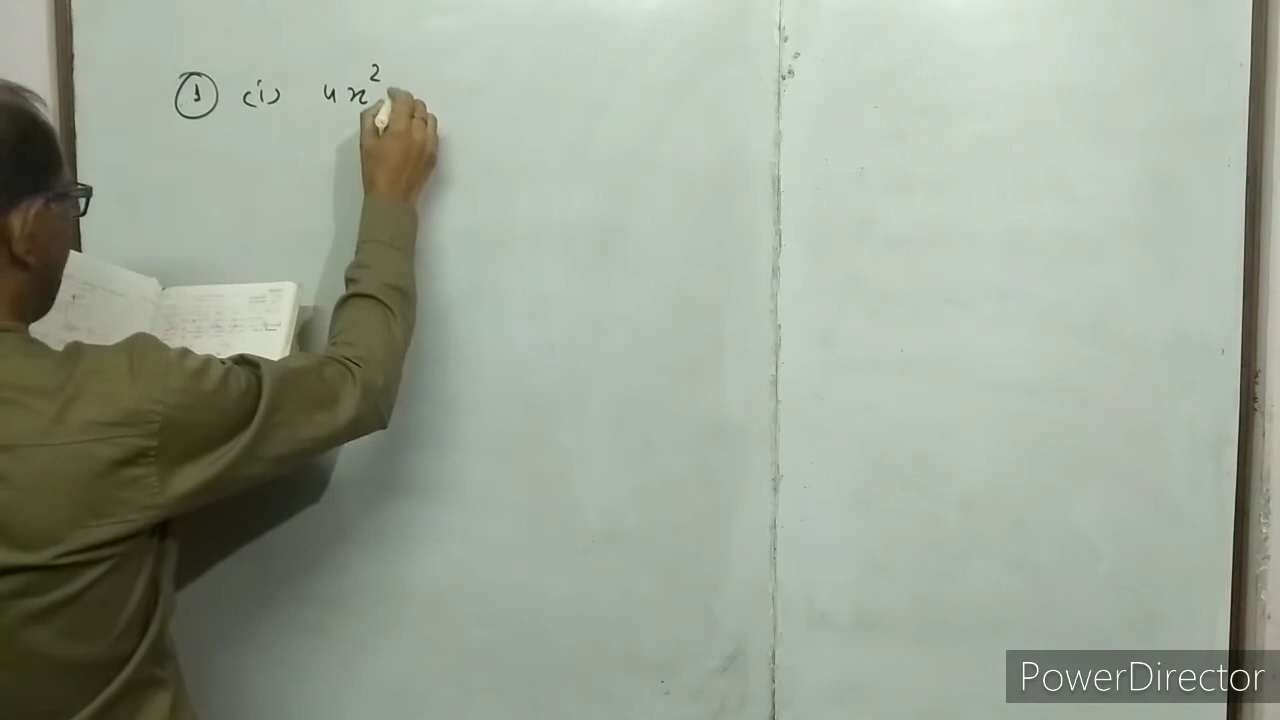 ① (i) 4x²
PowerDirector